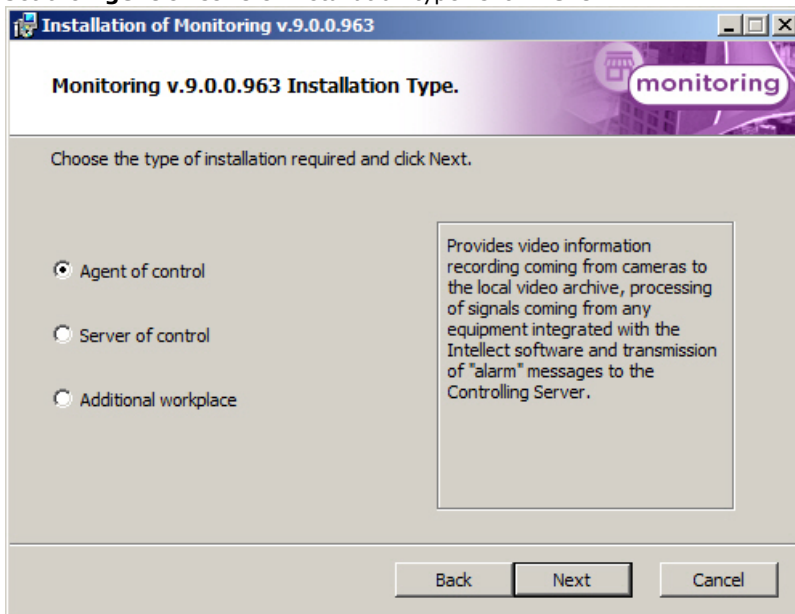 Installation of Monitoring v.9.0.0.963
Monitoring v.9.0.0.963 Installation Type.
monitoring
Choose the type of installation required and click Next.
Agent of control
Server of control
Additional workplace
Provides video information
recording coming from cameras to
the local video archive, processing
of signals coming from any
equipment integrated with the
Intellect software and transmission
of "alarm" messages to the
Controlling Server.
Back
Next
Cancel